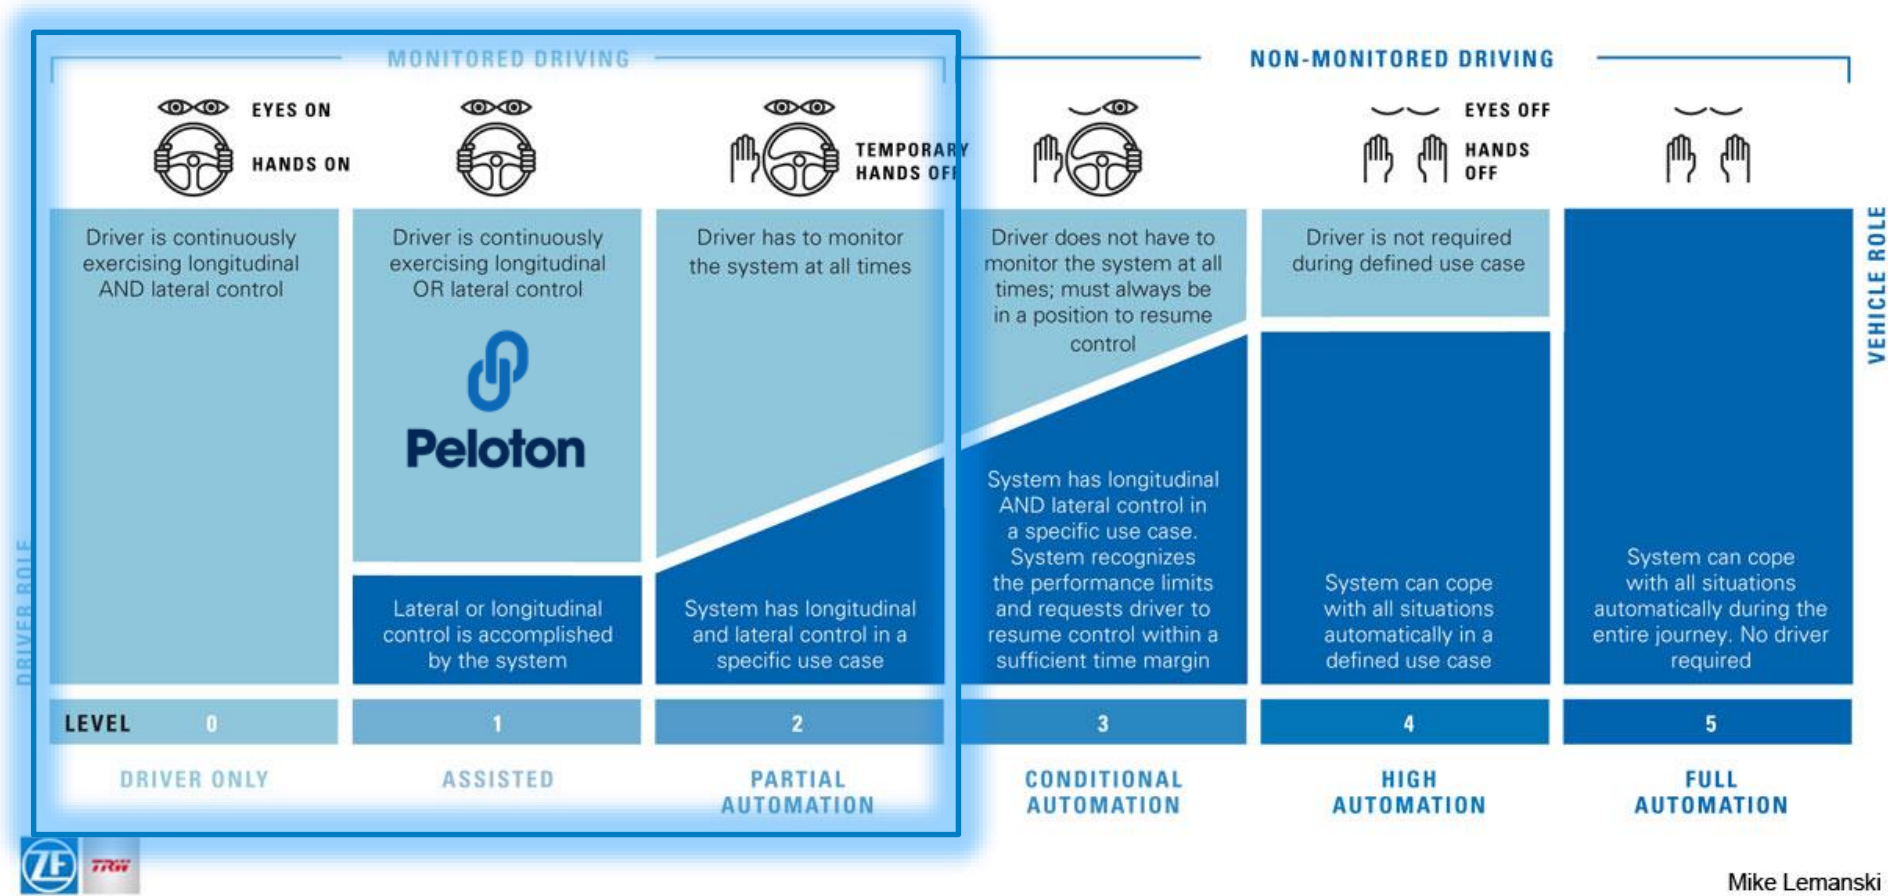 MONITORED DRIVING
NON-MONITORED DRIVING
EYES ON
HANDS ON
TEMPORARY
HANDS OFF
EYES OFF
HANDS
OFF
Driver is continuously
exercising longitudinal
AND lateral control
Driver is continuously
exercising longitudinal
OR lateral control
Peloton
Lateral or longitudinal
control is accomplished
by the system
Driver has to monitor
the system at all times
System has longitudinal
and lateral control in a
specific use case
Driver does not have to
monitor the system at all
times; must always be
in a position to resume
control
System has longitudinal
AND lateral control in
a specific use case.
System recognizes
the performance limits
and requests driver to
resume control within a
sufficient time margin
Driver is not required
during defined use case
System can cope
with all situations
automatically in a
defined use case
System can cope
with all situations
automatically during the
entire journey. No driver
required
DRIVER ROLE
VEHICLE ROLE
LEVEL 0 1 2 3 4 5
DRIVER ONLY
ASSISTED
PARTIAL
AUTOMATION
CONDITIONAL
AUTOMATION
HIGH
AUTOMATION
FULL
AUTOMATION
ZF
TRW
Mike Lemanski